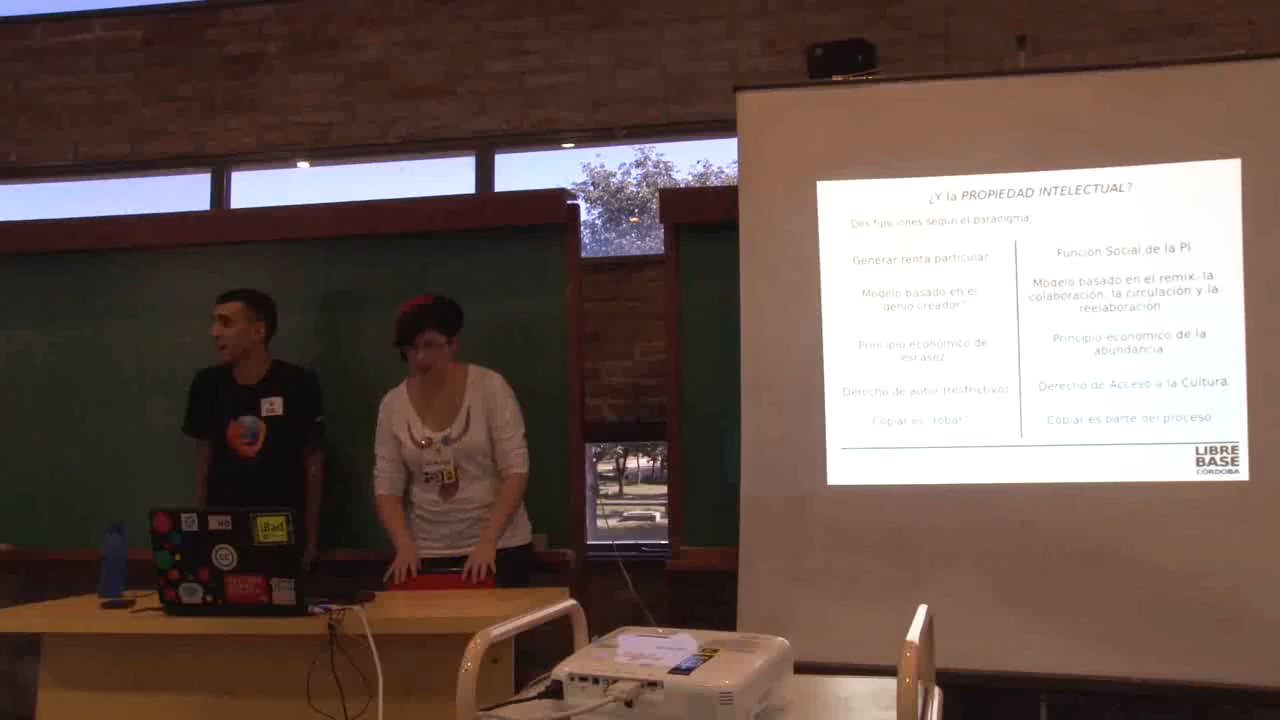 ¿Y la PROPIEDAD INTELECTUAL?
Dos funciones según el paradigma:
Generar renta particular
Modelo basado en el
"genio creador"
Principio económico de
escasez
Derecho de autor (restrictivo)
Copiar es "robar"
Función Social de la PI
Modelo basado en el remix, la
colaboración, la circulación y la
reelaboración
Principio económico de la
abundancia
Derecho de Acceso a la Cultura
Copiar es parte del proceso
LIBRE
BASE
CÓRDOBA
iBad
cc